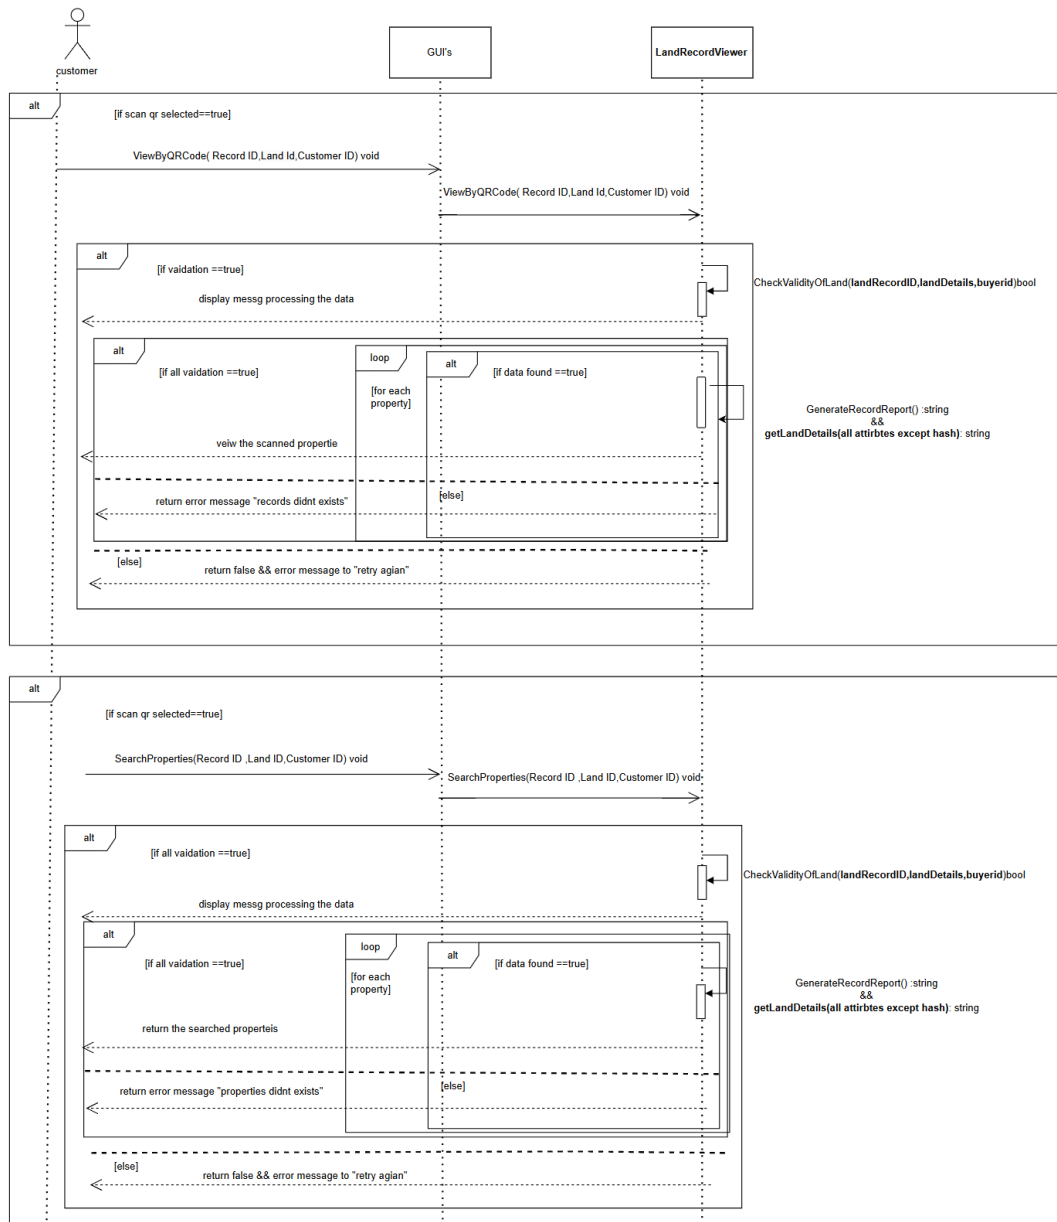 customer
GUI's
LandRecordViewer
alt
[if scan qr selected==true]
ViewByQRCode( Record ID,Land Id,Customer ID) void
ViewByQRCode( Record ID,Land Id,Customer ID) void
alt
[if vaidation ==true]
CheckValidityOfLand(landRecordID,landDetails,buyerid)bool
display messg processing the data
alt
[if all vaidation ==true]
loop
[for each
property]
alt
[if data found ==true]
GenerateRecordReport() :string
&&
getLandDetails(all attirbtes except hash): string
veiw the scanned propertie
[else]
return error message "records didnt exists"
[else]
return false && error message to "retry agian"
alt
[if scan qr selected==true]
SearchProperties(Record ID ,Land ID,Customer ID) void
SearchProperties(Record ID ,Land ID,Customer ID) void
alt
[if all vaidation ==true]
CheckValidityOfLand(landRecordID,landDetails,buyerid)bool
display messg processing the data
alt
[if all vaidation ==true]
loop
[for each
property]
alt
[if data found ==true]
GenerateRecordReport() :string
&&
getLandDetails(all attirbtes except hash): string
return the searched properteis
[else]
return error message "properties didnt exists"
[else]
return false && error message to "retry agian"